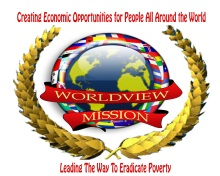 Creating Economic Opportunities for People All Around the World
WORLDVIEW
MISSION
Leading The Way To Eradicate Poverty